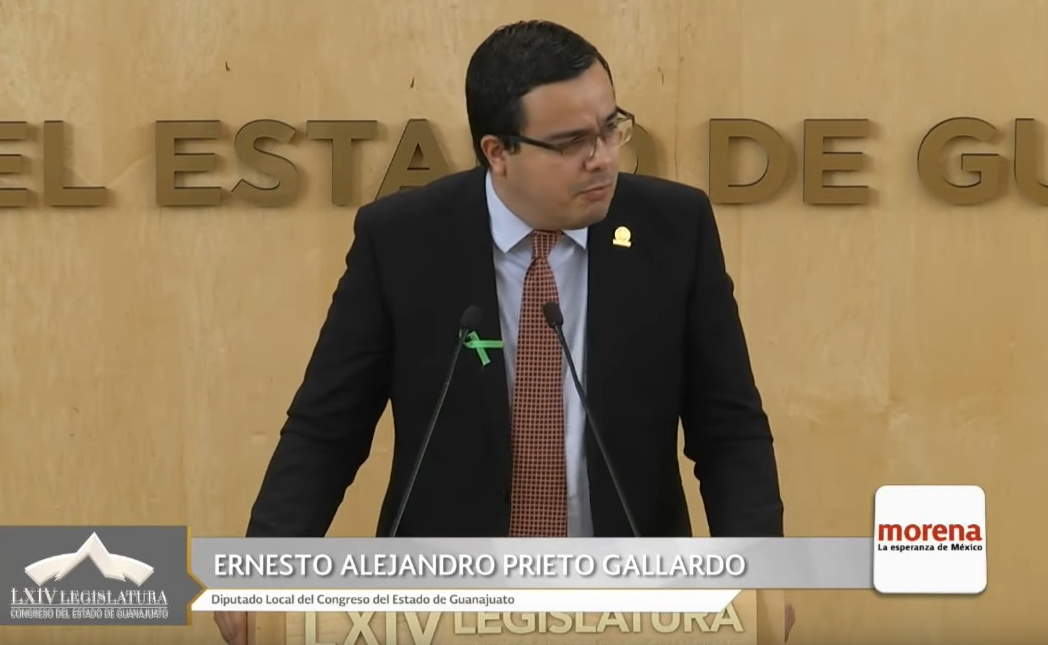 EL ESTADO DE GU
morena
La esperanza de México
ERNESTO ALEJANDRO PRIETO GALLARDO
Diputado Local del Congreso del Estado de Guanajuato
LXIV LEGISLATURA
CONGRESO DEL ESTADO DE GUANAJUATO
LXIV LEGISLATURA